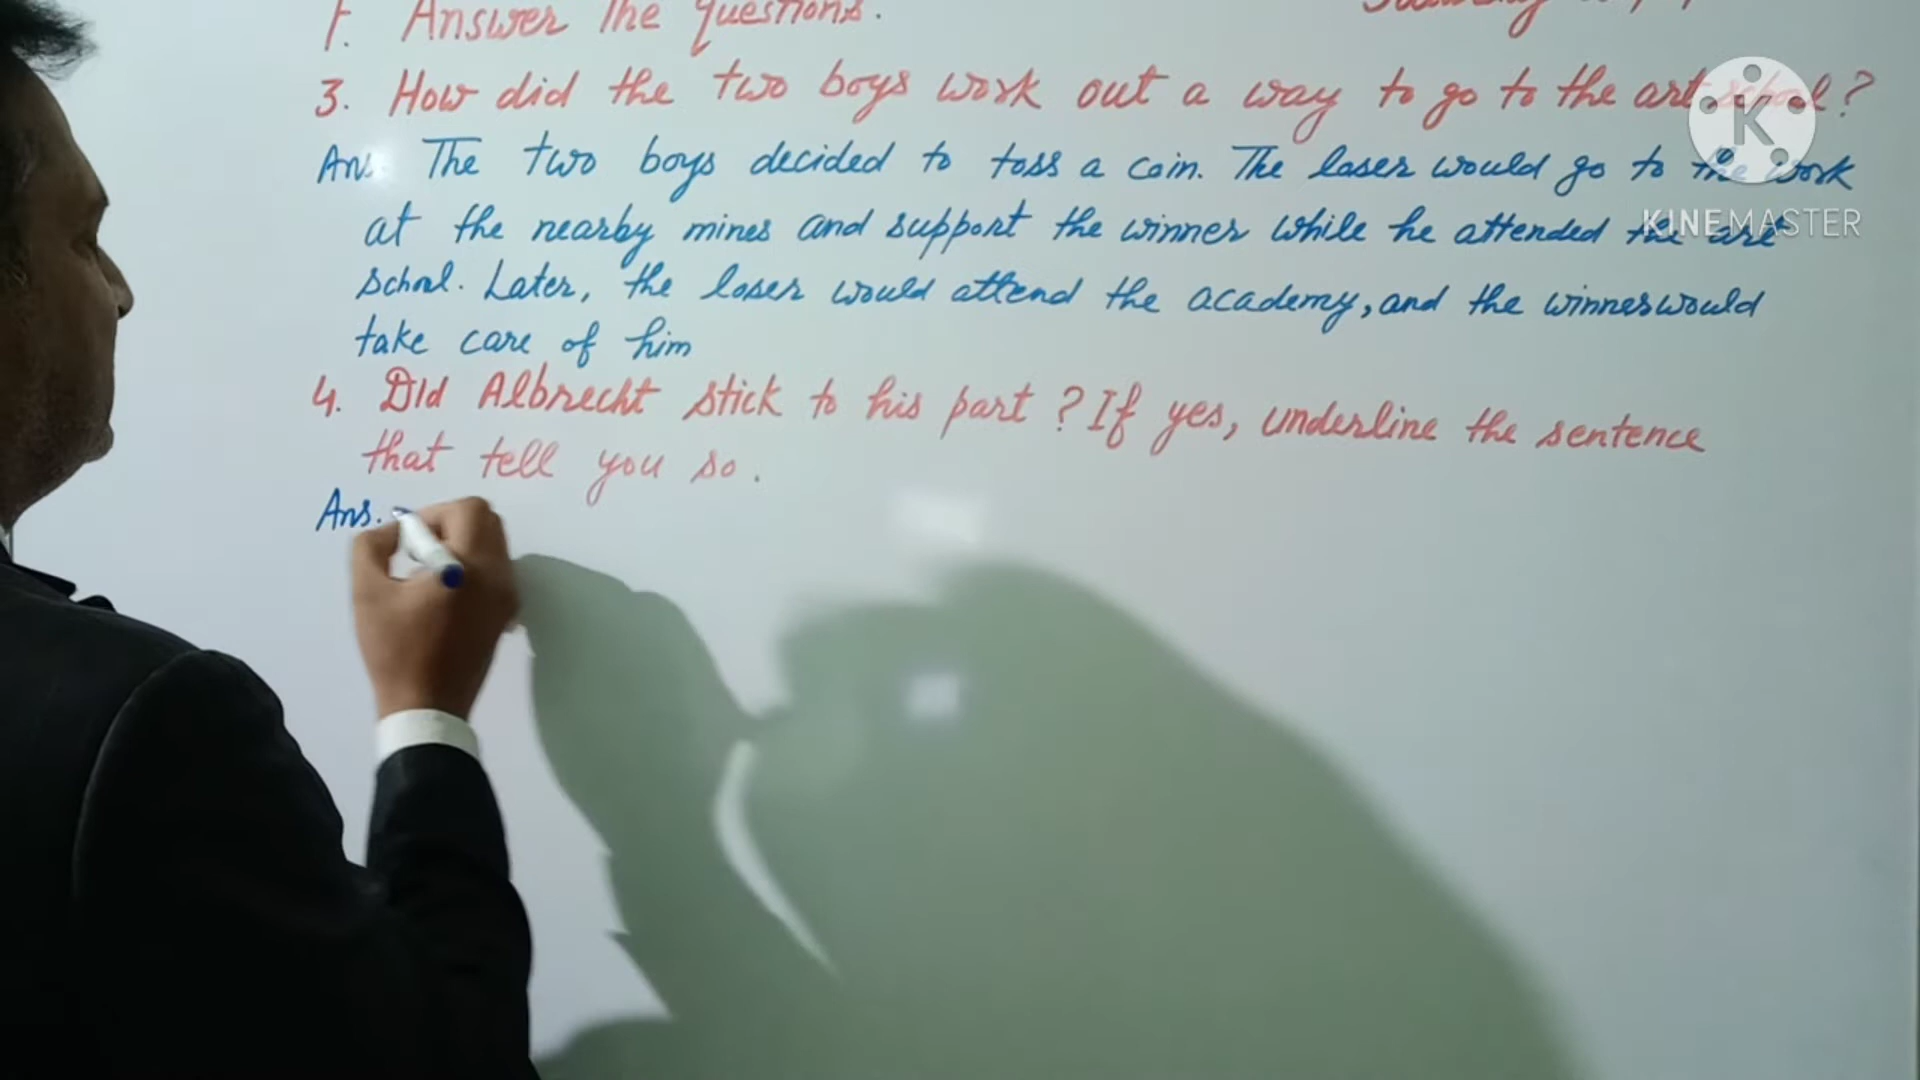 1. Answer the questions.
3. How did the two boys work out a way to go to the art school?
Ans. The two boys decided to toss a coin. The loser would go to the work
at the nearby mines and support the winner while he attended the are
school. Later, the loser would attend the academy, and the winner would
take care of him
4. Did Albrecht stick to his part? If yes, underline the sentence
that tell you so.
Ans.
K
KINEMASTER